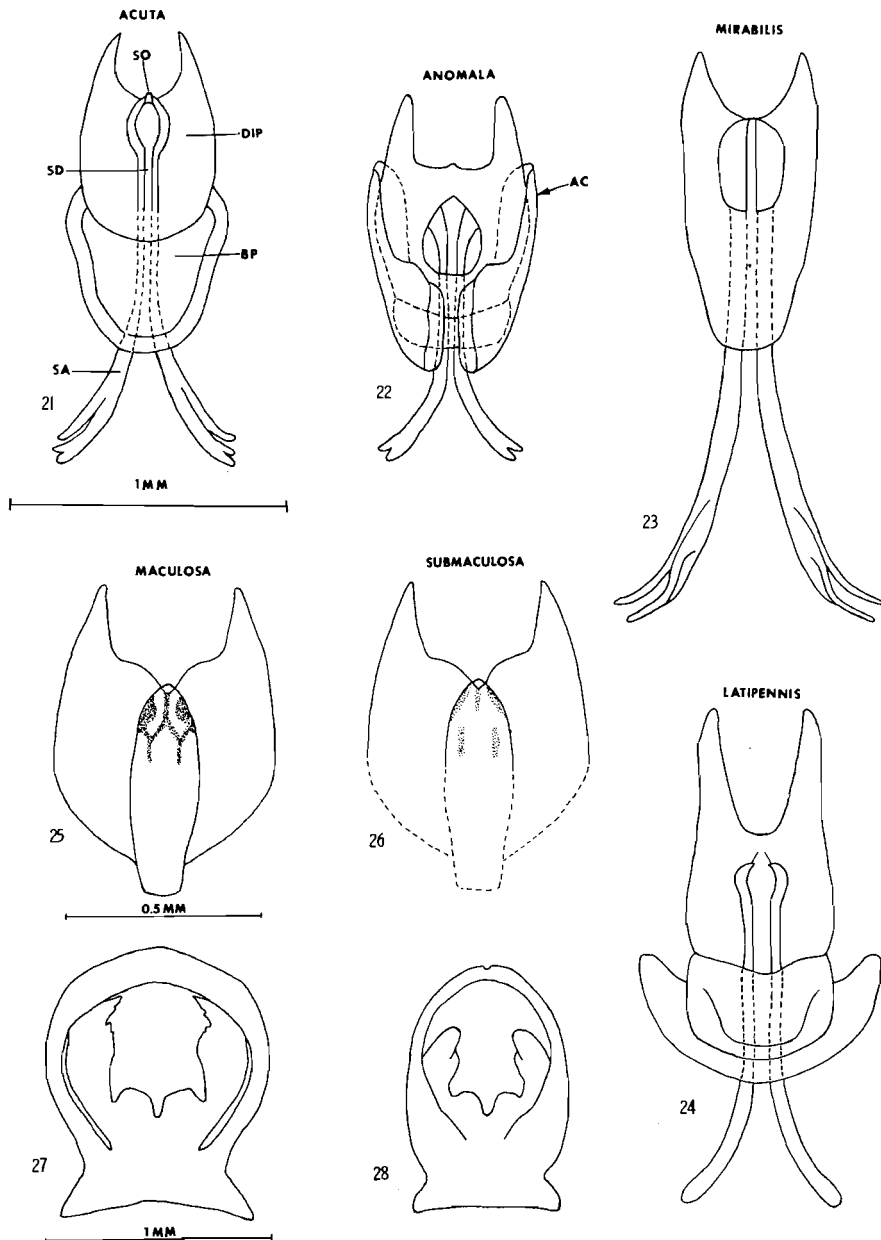 ACUTA
SO
DIP
SD
BP
SA
21
1MM
ANOMALA
AC
22
MIRABILIS
23
MACULOSA
25
0.5MM
SUBMACULOSA
26
LATIPENNIS
24
27
1MM
28